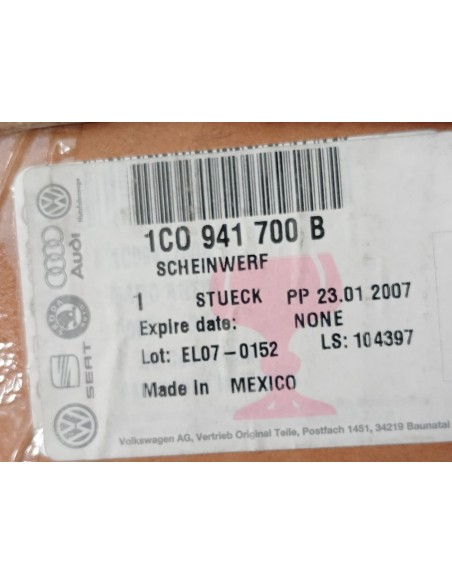 1C0 941 700 B
SCHEINWERF
1 STUECK PP 23.01.2007
Expire date: NONE
Lot: EL07-0152 LS: 104397
Made in MEXICO
Volkswagen AG, Vertrieb Original Teile, Postfach 1451, 34219 Baunatal
Audi
SEAT